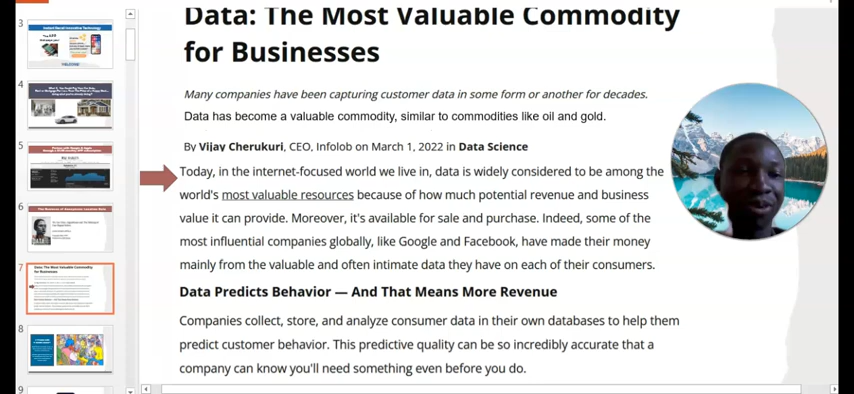 Data: The Most Valuable Commodity
for Businesses
Many companies have been capturing customer data in some form or another for decades.
Data has become a valuable commodity, similar to commodities like oil and gold.
By Vijay Cherukuri, CEO, Infolob on March 1, 2022 in Data Science
Today, in the internet-focused world we live in, data is widely considered to be among the
world's most valuable resources because of how much potential revenue and business
value it can provide. Moreover, it's available for sale and purchase. Indeed, some of the
most influential companies globally, like Google and Facebook, have made their money
mainly from the valuable and often intimate data they have on each of their consumers.
Data Predicts Behavior — And That Means More Revenue
Companies collect, store, and analyze consumer data in their own databases to help them
predict customer behavior. This predictive quality can be so incredibly accurate that a
company can know you'll need something even before you do.
3
4
5
6
7
Data: The Most Valuable Commodity
for Businesses
8
9